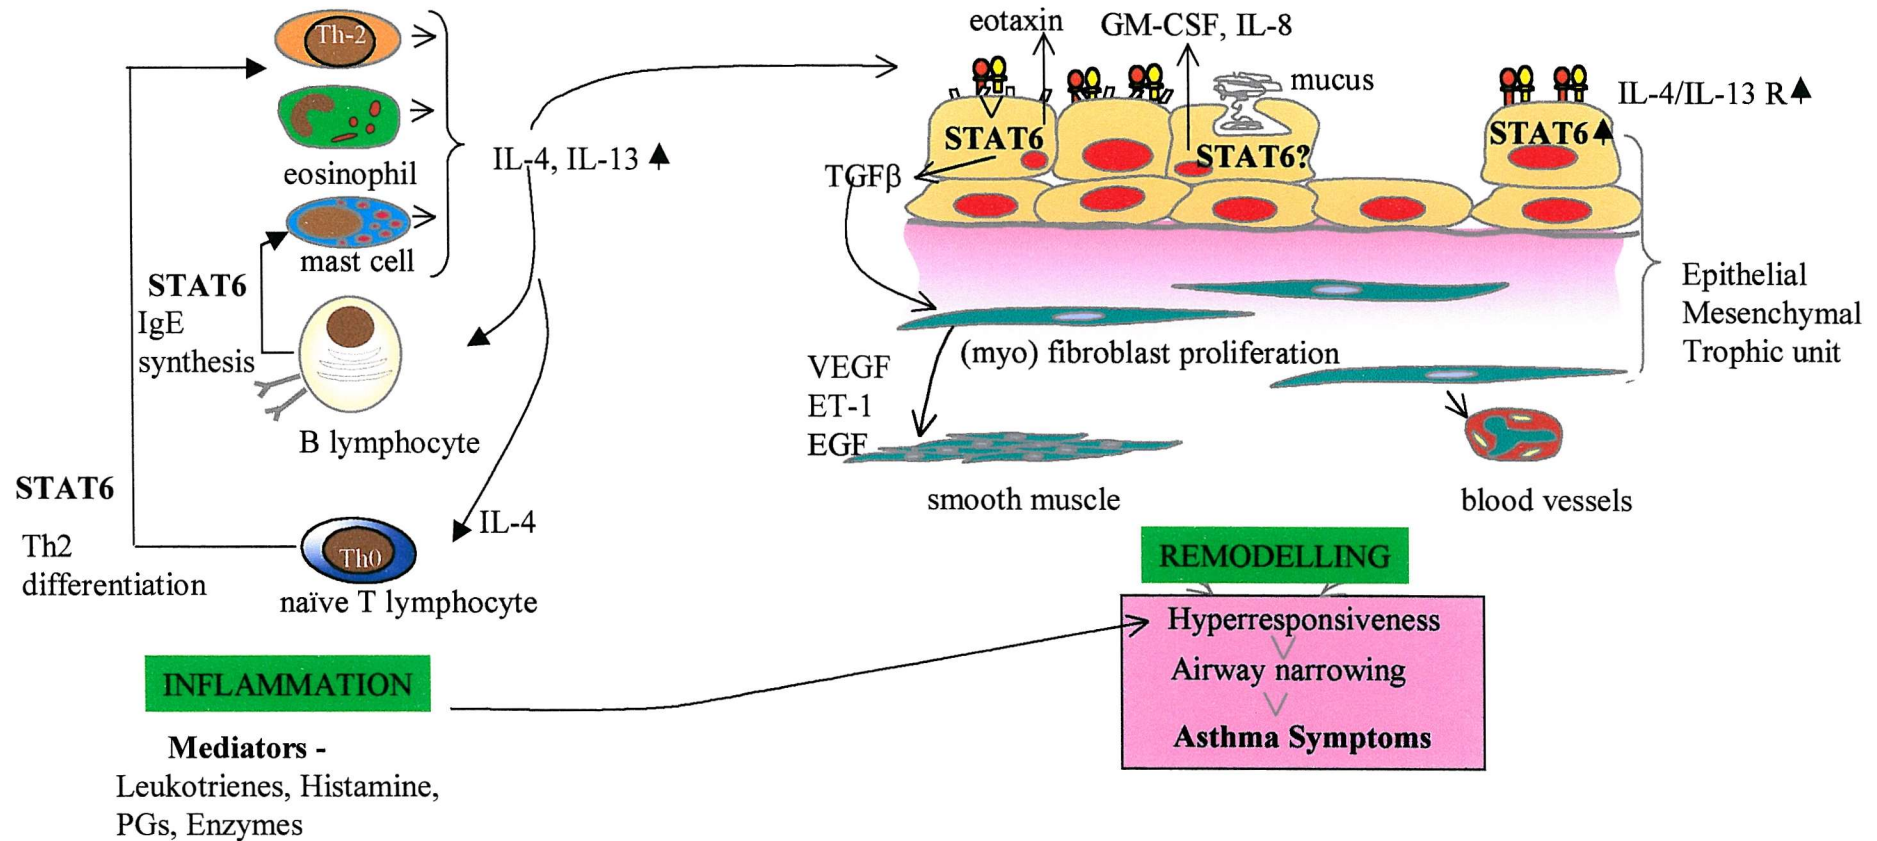 Th-2
eosinophil
mast cell
STAT6
IgE
synthesis
B lymphocyte
STAT6
Th2
differentiation
Th0
naïve T lymphocyte
IL-4, IL-13
IL-4
INFLAMMATION
Mediators -
Leukotrienes, Histamine,
PGs, Enzymes
eotaxin
GM-CSF, IL-8
mucus
IL-4/IL-13 R
STAT6
STAT6?
STAT6
TGFβ
Epithelial
Mesenchymal
Trophic unit
(myo) fibroblast proliferation
VEGF
ET-1
EGF
smooth muscle
blood vessels
REMODELLING
Hyperresponsiveness
Airway narrowing
Asthma Symptoms